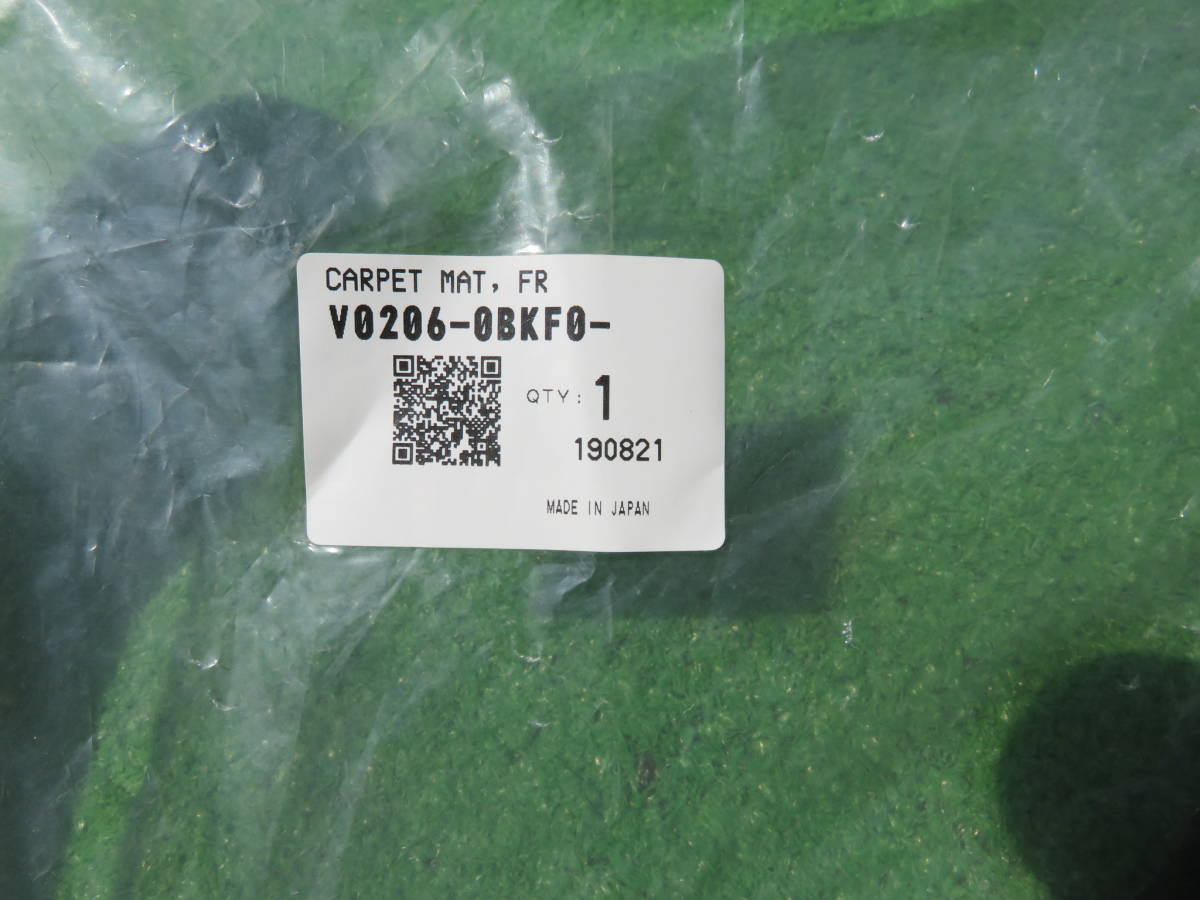 CARPET MAT, FR
V0206-0BKF0-
QTY: 1
190821
MADE IN JAPAN